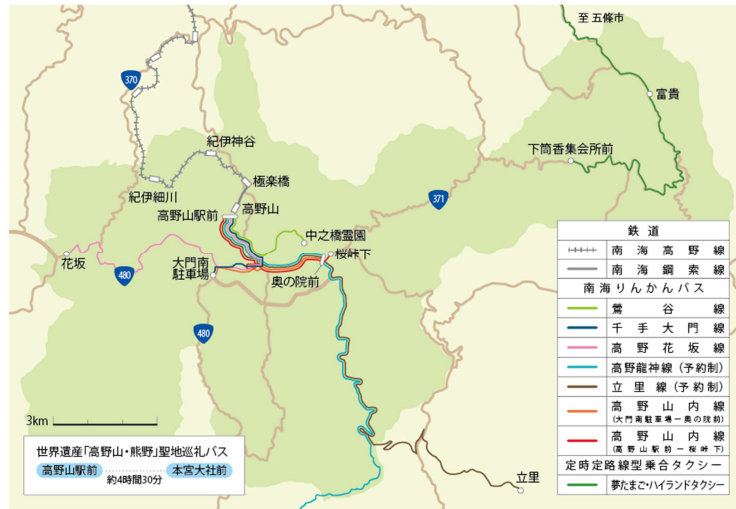 至 五條市
370
富貴
紀伊神谷
下筒香集会所前
極楽橋
紀伊細川
371
高野山
高野山駅前
中之橋霊園
桜峠下
花坂
大門南
駐車場
480
奥の院前
480
3km
世界遺産「高野山・熊野」聖地巡礼バス
高野山駅前
本宮大社前
約4時間30分
立里
鉄道
南海高野線
南海鋼索線
南海りんかんバス
鶯谷線
千手大門線
高野花坂線
高野龍神線(予約制)
立里線(予約制)
高野山内線
(大門南駐車場ー奥の院前)
高野山内線
(高野山駅前ー桜峠下)
定時定路線型乗合タクシー
夢たまご・ハイランドタクシー